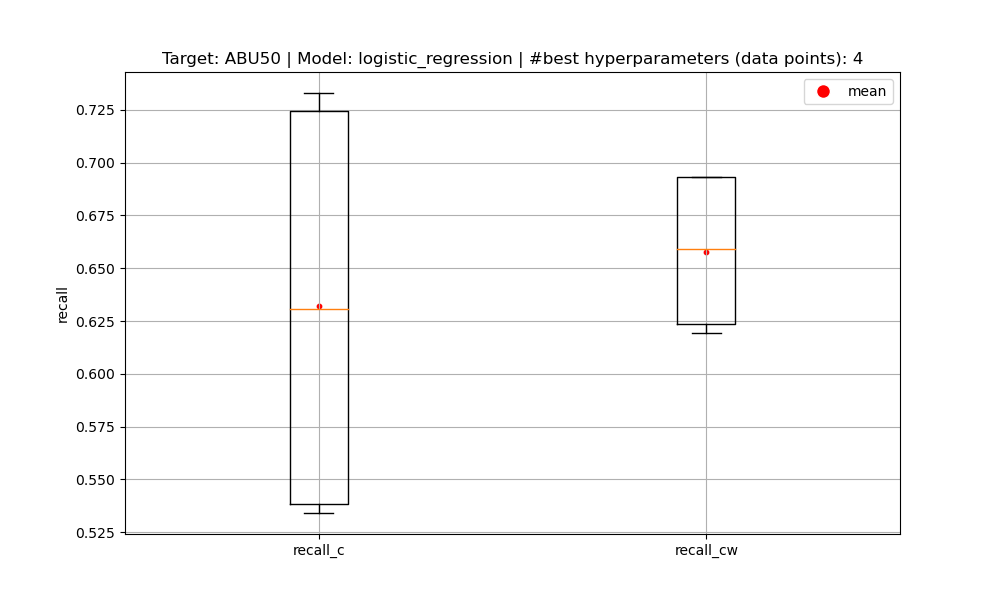 Target: ABU50 | Model: logistic_regression | #best hyperparameters (data points): 4
mean
0.725
0.700
0.675
0.650
0.625
0.600
0.575
0.550
0.525
recall
recall_c
recall_cw